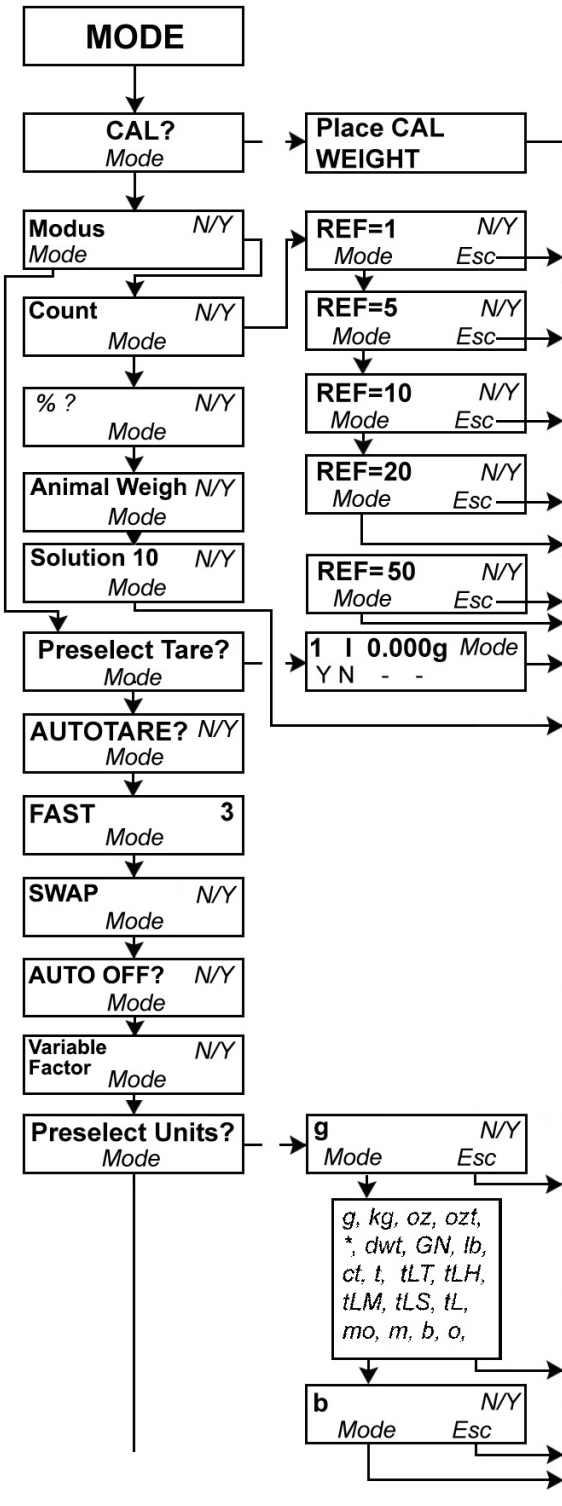 MODE
CAL?
Mode
Place CAL
WEIGHT
Modus N/Y
Mode
REF=1 N/Y
Mode Esc
Count N/Y
Mode
REF=5 N/Y
Mode Esc
% ? N/Y
Mode
REF=10 N/Y
Mode Esc
Animal Weigh N/Y
Mode
REF=20 N/Y
Mode Esc
Solution 10 N/Y
Mode
REF=50 N/Y
Mode Esc
Preselect Tare?
Mode
1 I 0.000g Mode
Y N - -
AUTOTARE? N/Y
Mode
FAST 3
Mode
SWAP N/Y
Mode
AUTO OFF? N/Y
Mode
Variable
Factor N/Y
Mode
Preselect Units?
Mode
g N/Y
Mode Esc
g, kg, oz, ozt,
*, dwt, GN, lb,
ct, t, tLT, tLH,
tLM, tLS, tL,
mo, m, b, o,
b N/Y
Mode Esc